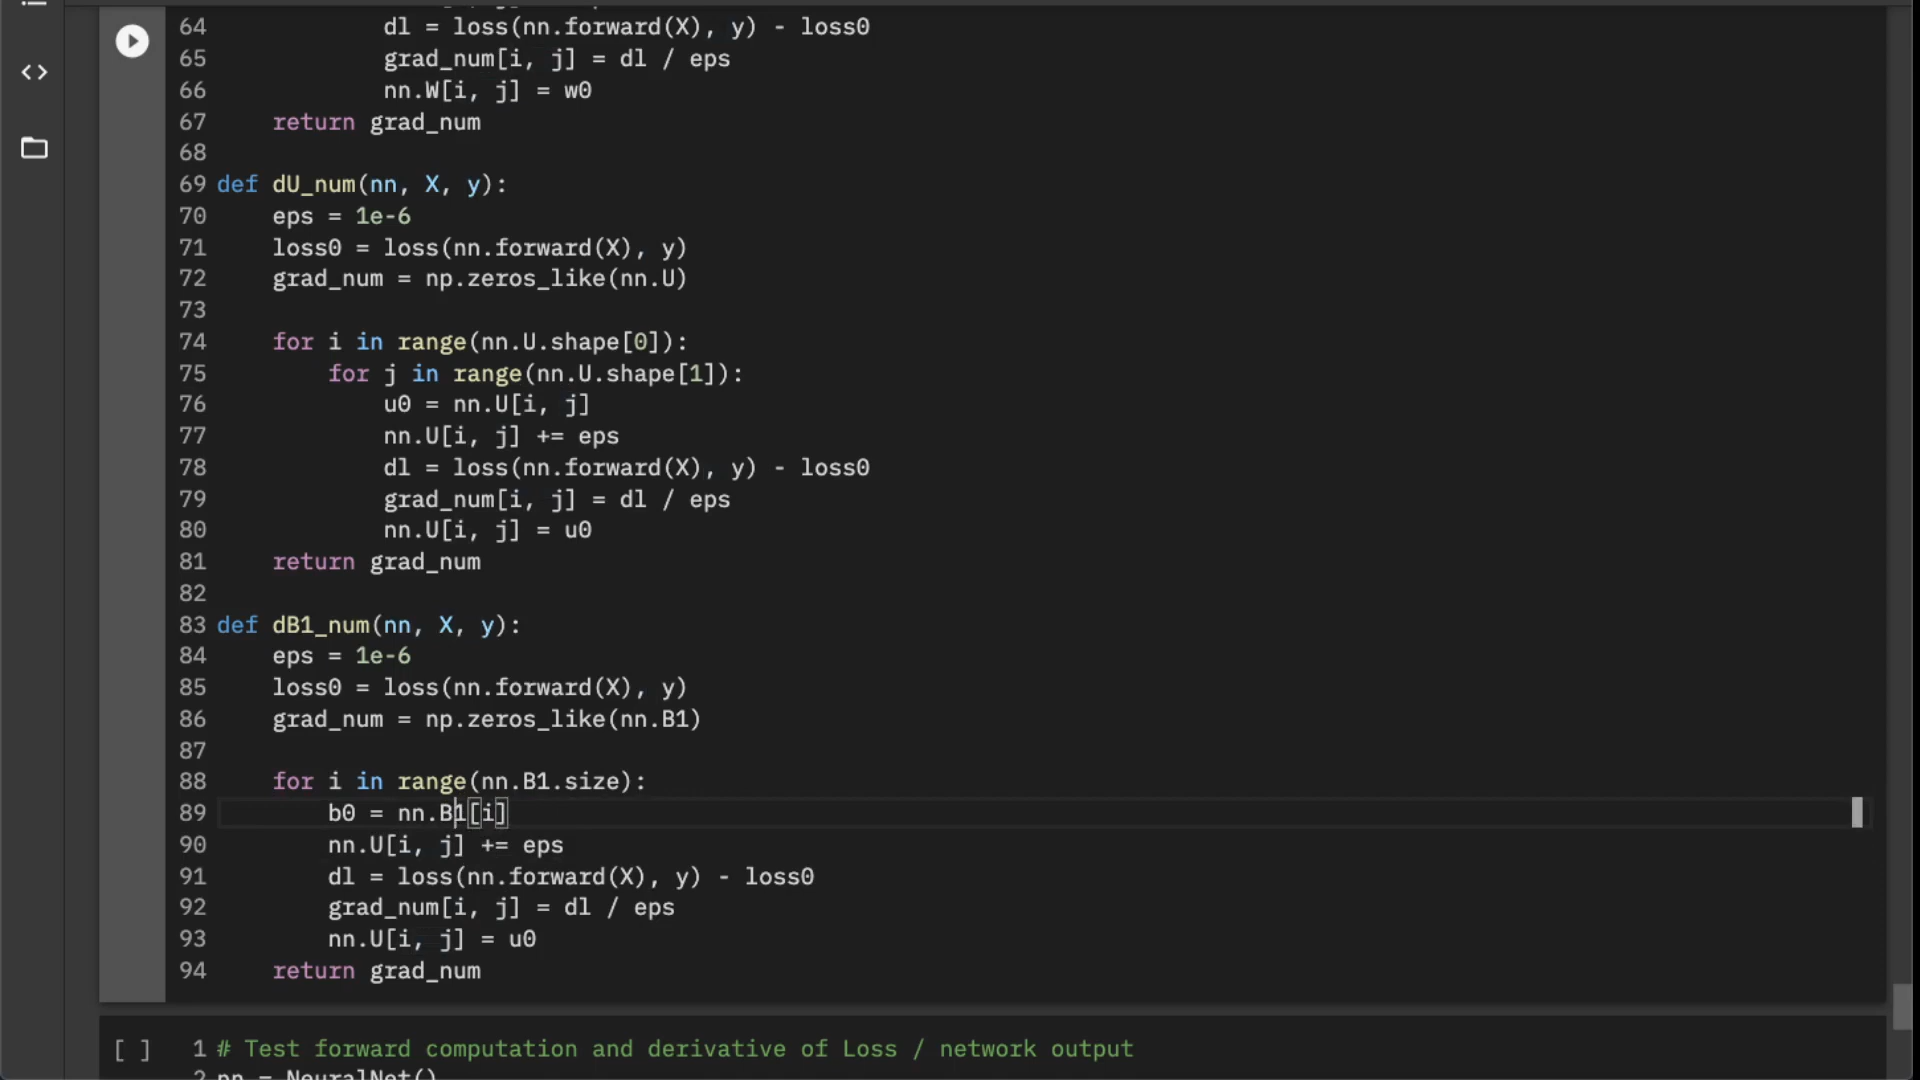 64             dl = loss(nn.forward(X), y) - loss0
65             grad_num[i, j] = dl / eps
66             nn.W[i, j] = w0
67     return grad_num
68
69 def dU_num(nn, X, y):
70     eps = 1e-6
71     loss0 = loss(nn.forward(X), y)
72     grad_num = np.zeros_like(nn.U)
73
74     for i in range(nn.U.shape[0]):
75         for j in range(nn.U.shape[1]):
76             u0 = nn.U[i, j]
77             nn.U[i, j] += eps
78             dl = loss(nn.forward(X), y) - loss0
79             grad_num[i, j] = dl / eps
80             nn.U[i, j] = u0
81     return grad_num
82
83 def dB1_num(nn, X, y):
84     eps = 1e-6
85     loss0 = loss(nn.forward(X), y)
86     grad_num = np.zeros_like(nn.B1)
87
88     for i in range(nn.B1.size):
89         b0 = nn.B1[i]
90         nn.U[i, j] += eps
91         dl = loss(nn.forward(X), y) - loss0
92         grad_num[i, j] = dl / eps
93         nn.U[i, j] = u0
94     return grad_num
[ ] 1 # Test forward computation and derivative of Loss / network output
2 nn = NeuralNet()